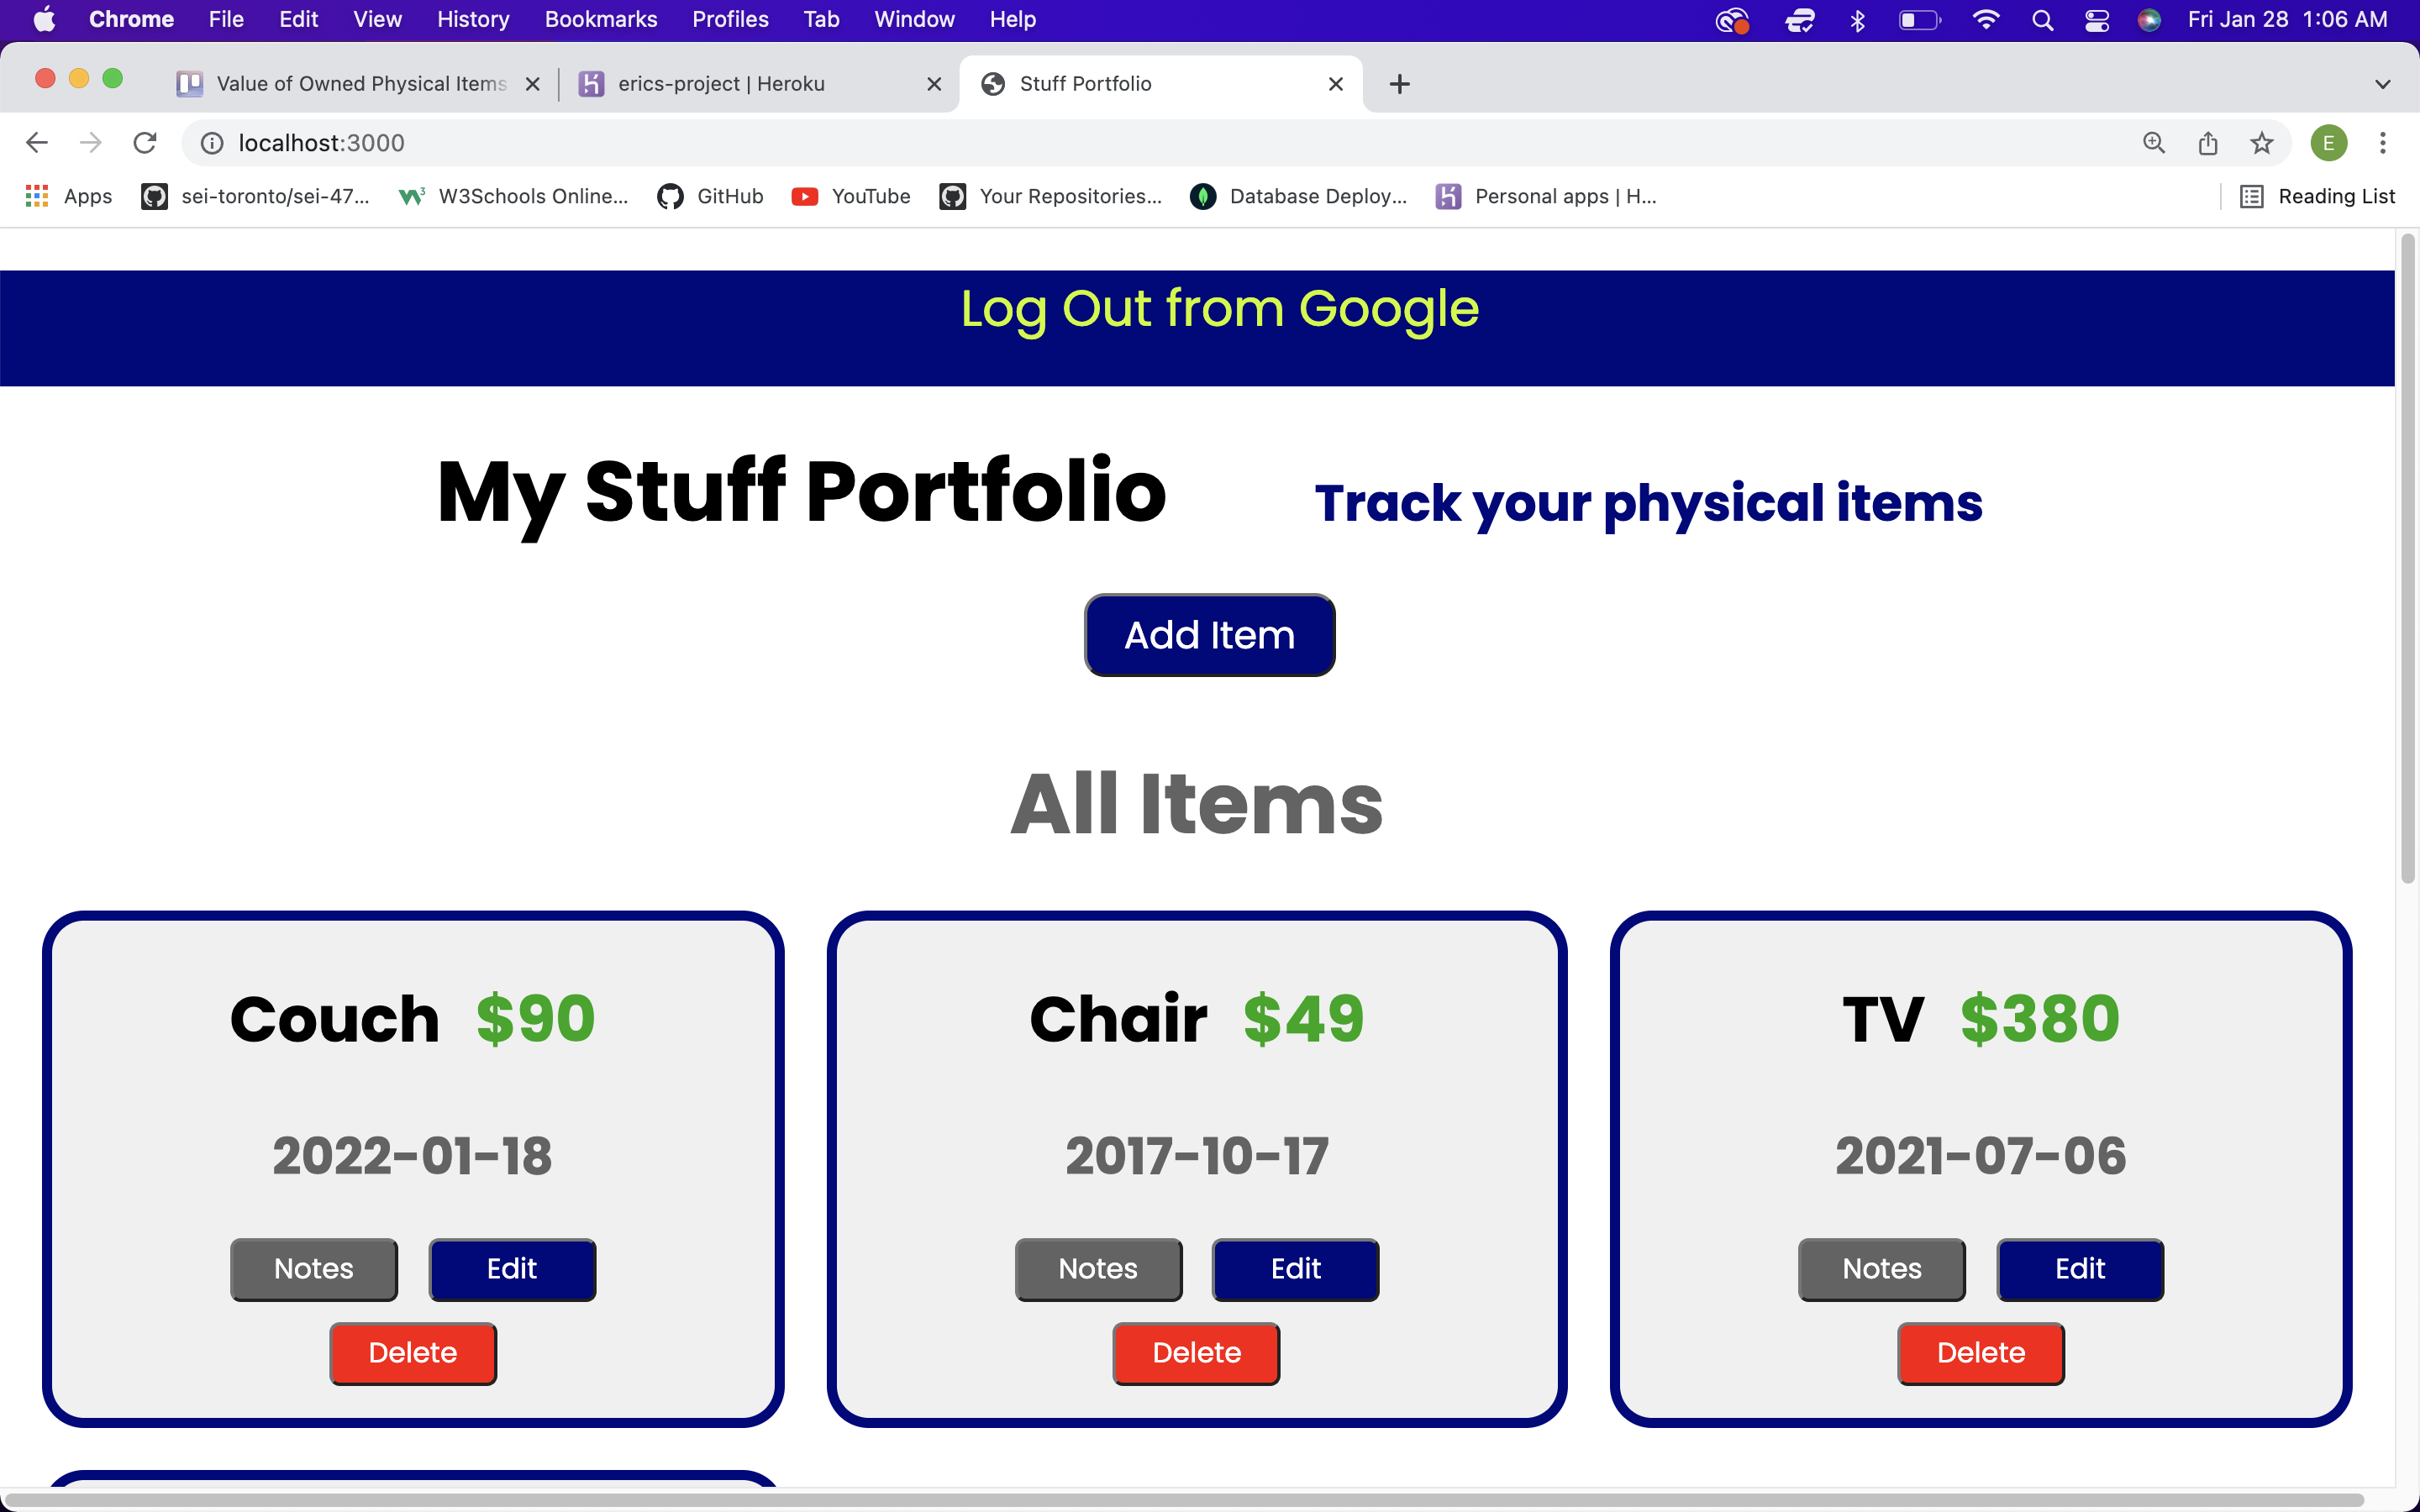 Chrome File Edit View History Bookmarks Profiles Tab Window Help Fri Jan 28 1:06 AM
Value of Owned Physical Items erics-project | Heroku Stuff Portfolio
localhost:3000 E
Apps sei-toronto/sei-47... W3Schools Online... GitHub YouTube Your Repositories... Database Deploy... Personal apps | H... Reading List
Log Out from Google
My Stuff Portfolio Track your physical items
Add Item
All Items
Couch $90 Chair $49 TV $380
2022-01-18 2017-10-17 2021-07-06
Notes Edit Notes Edit Notes Edit
Delete Delete Delete